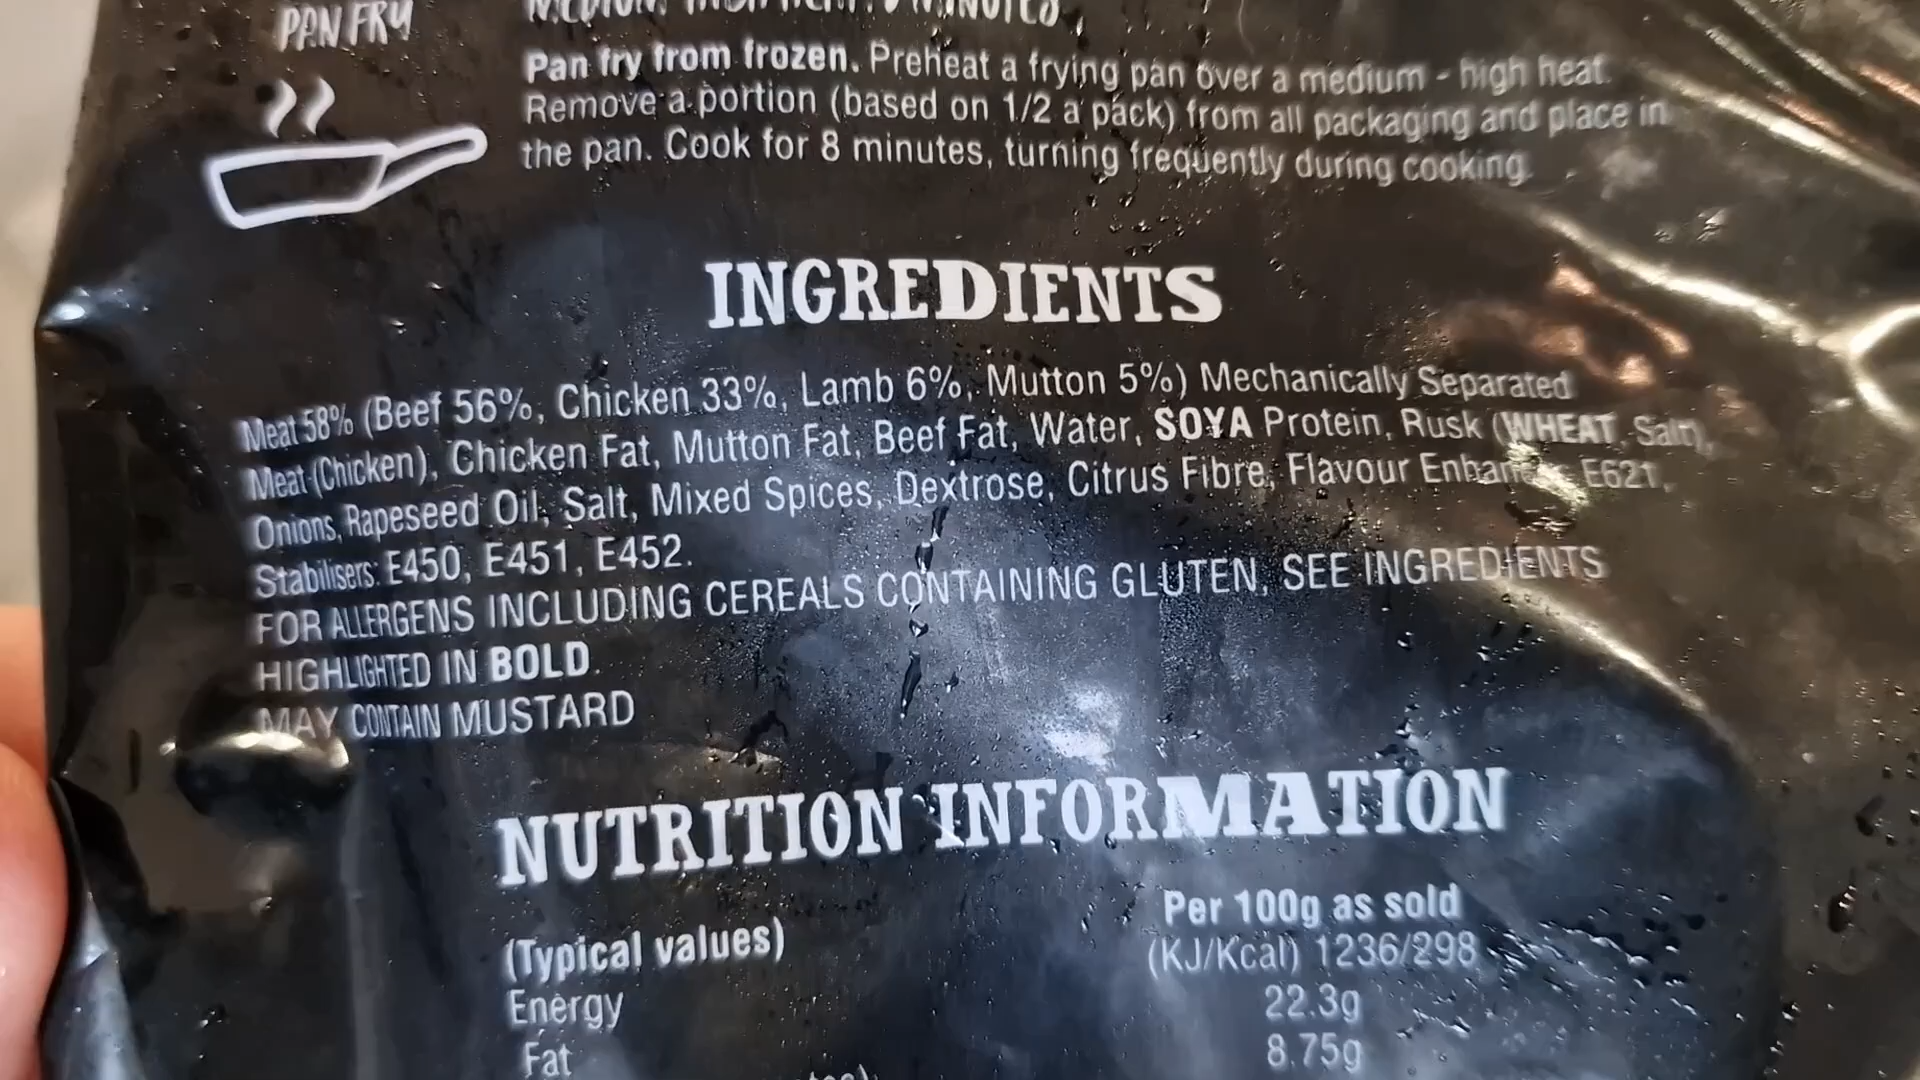 PAN FRY
Pan fry from frozen. Preheat a frying pan over a medium - high heat.
Remove a portion (based on 1/2 a pack) from all packaging and place in
the pan. Cook for 8 minutes, turning frequently during cooking.
INGREDIENTS
Meat 58% (Beef 56%, Chicken 33%, Lamb 6%, Mutton 5%) Mechanically Separated
Meat (Chicken), Chicken Fat, Mutton Fat, Beef Fat, Water, SOYA Protein, Rusk (WHEAT, Salt),
Onions, Rapeseed Oil, Salt, Mixed Spices, Dextrose, Citrus Fibre, Flavour E621,
Stabilisers: E450, E451, E452.
FOR ALLERGENS INCLUDING CEREALS CONTAINING GLUTEN, SEE INGREDIENTS
HIGHLIGHTED IN BOLD.
MAY CONTAIN MUSTARD
NUTRITION INFORMATION
Per 100g as sold
(Typical values) (KJ/Kcal) 1236/298
Energy 22.3g
Fat 8.75g